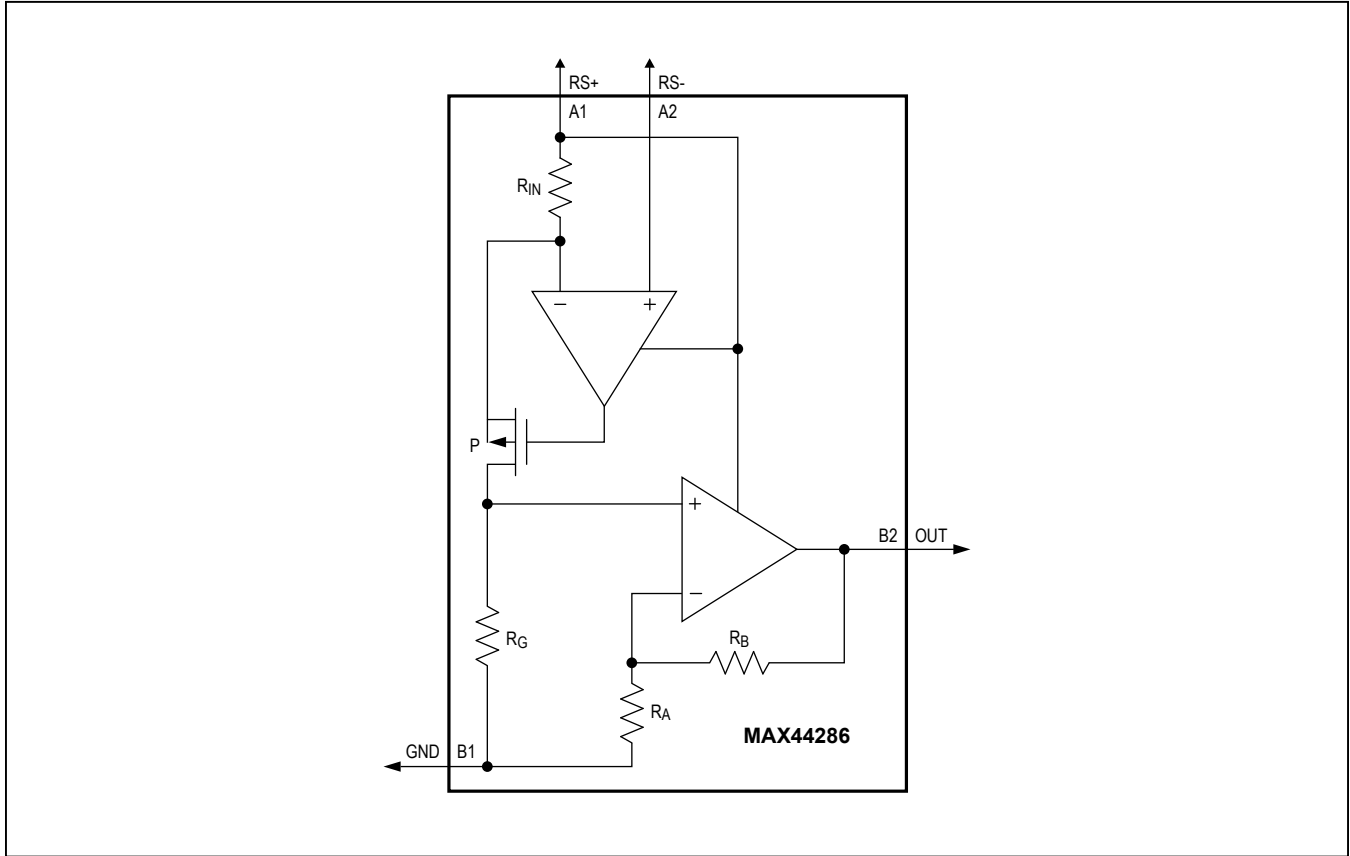 RS+ RS-
A1 A2
RIN
− +
P
+
B2 OUT
−
RB
RG
RA
MAX44286
GND B1